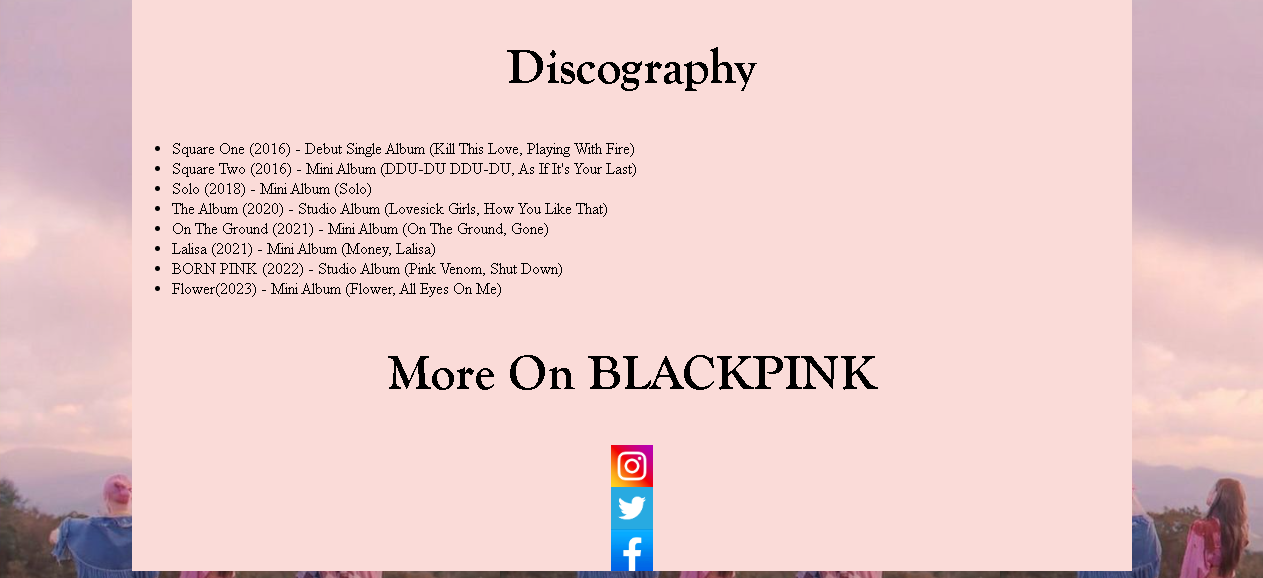 Discography
Square One (2016) - Debut Single Album (Kill This Love, Playing With Fire)
Square Two (2016) - Mini Album (DDU-DU DDU-DU, As If It's Your Last)
Solo (2018) - Mini Album (Solo)
The Album (2020) - Studio Album (Lovesick Girls, How You Like That)
On The Ground (2021) - Mini Album (On The Ground, Gone)
Lalisa (2021) - Mini Album (Money, Lalisa)
BORN PINK (2022) - Studio Album (Pink Venom, Shut Down)
Flower(2023) - Mini Album (Flower, All Eyes On Me)
More On BLACKPINK